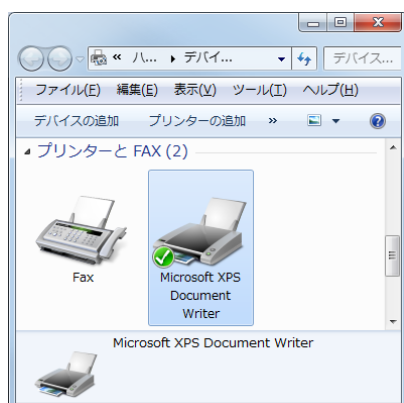 « ハ... ▸ デバイ... デバイス...
ファイル(F) 編集(E) 表示(V) ツール(T) ヘルプ(H)
デバイスの追加 プリンターの追加 »
プリンターと FAX (2)
Fax
Microsoft XPS
Document
Writer
Microsoft XPS Document Writer